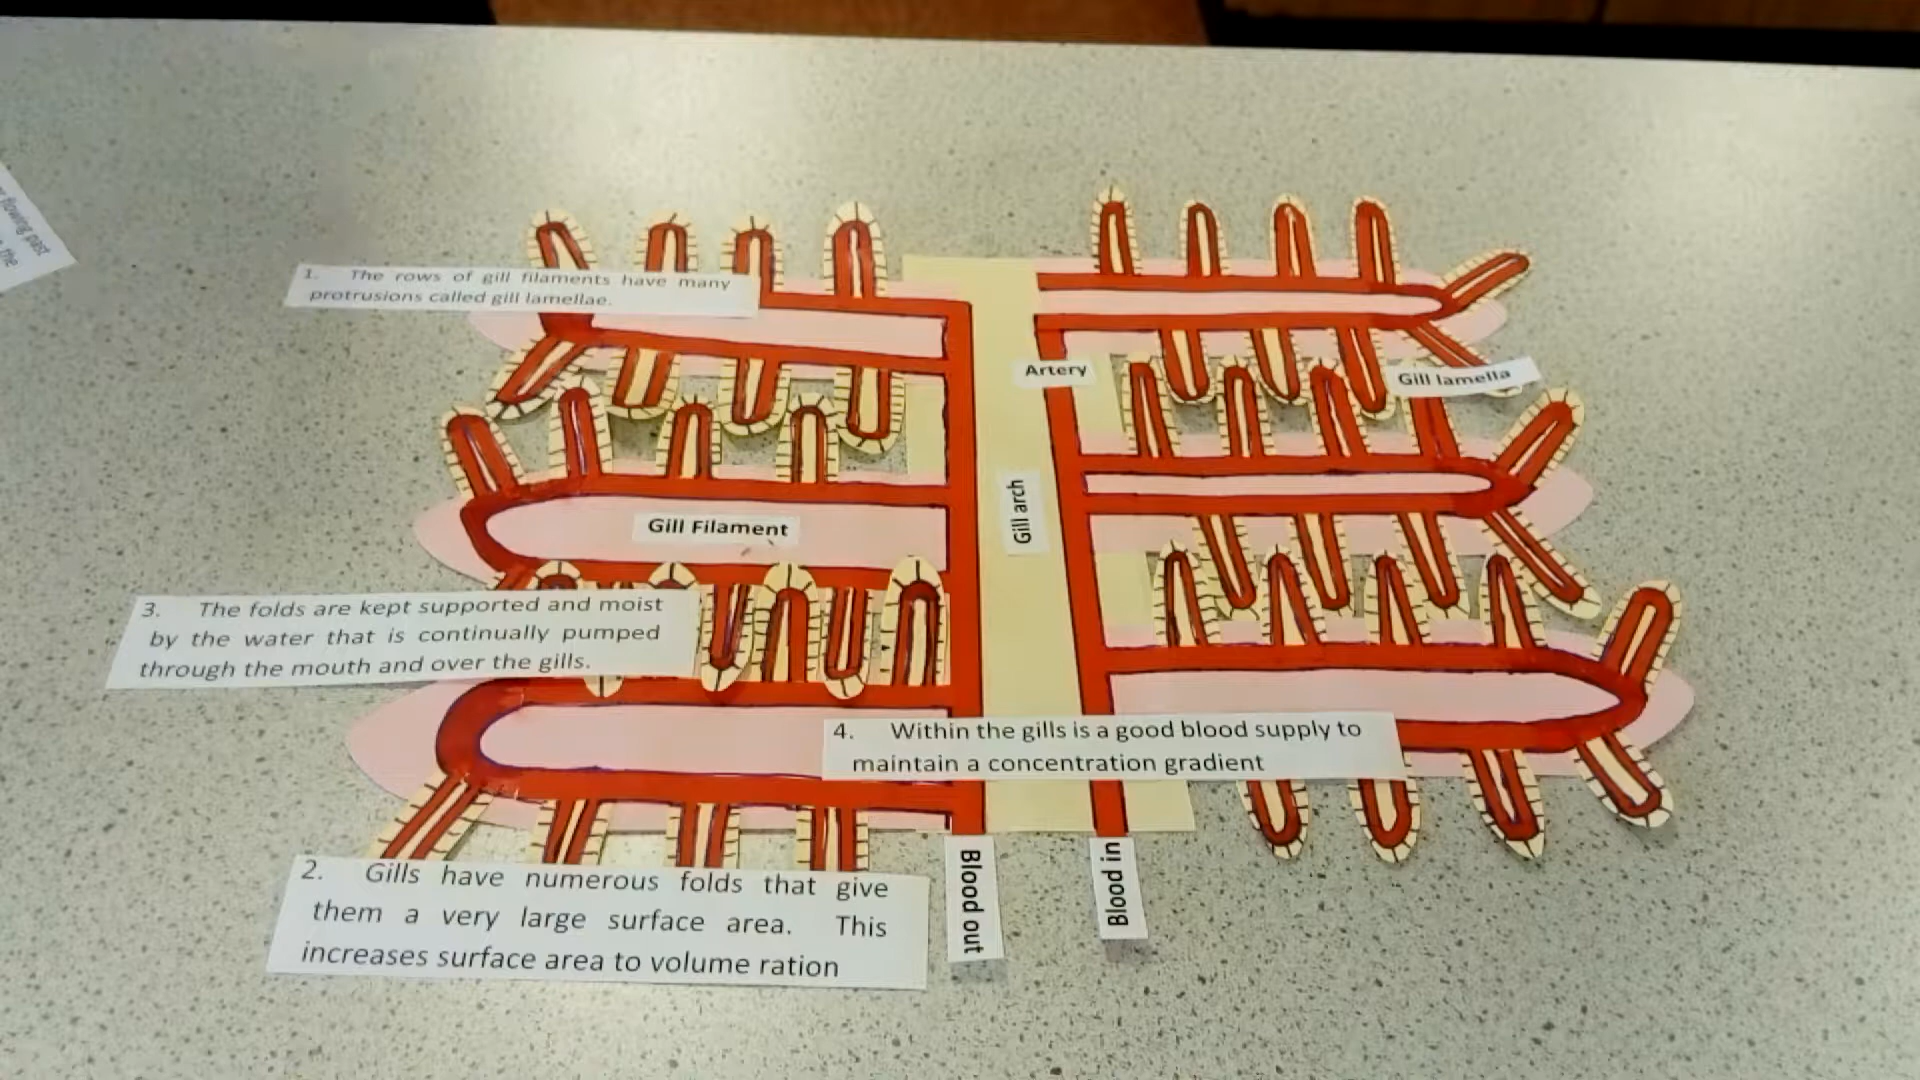 flowing past
the
1. The rows of gill filaments have many
protrusions called gill lamellae.
Artery
Gill lamella
Gill arch
Gill Filament
3. The folds are kept supported and moist
by the water that is continually pumped
through the mouth and over the gills.
4. Within the gills is a good blood supply to
maintain a concentration gradient
2. Gills have numerous folds that give
them a very large surface area. This
increases surface area to volume ration
Blood out
Blood in